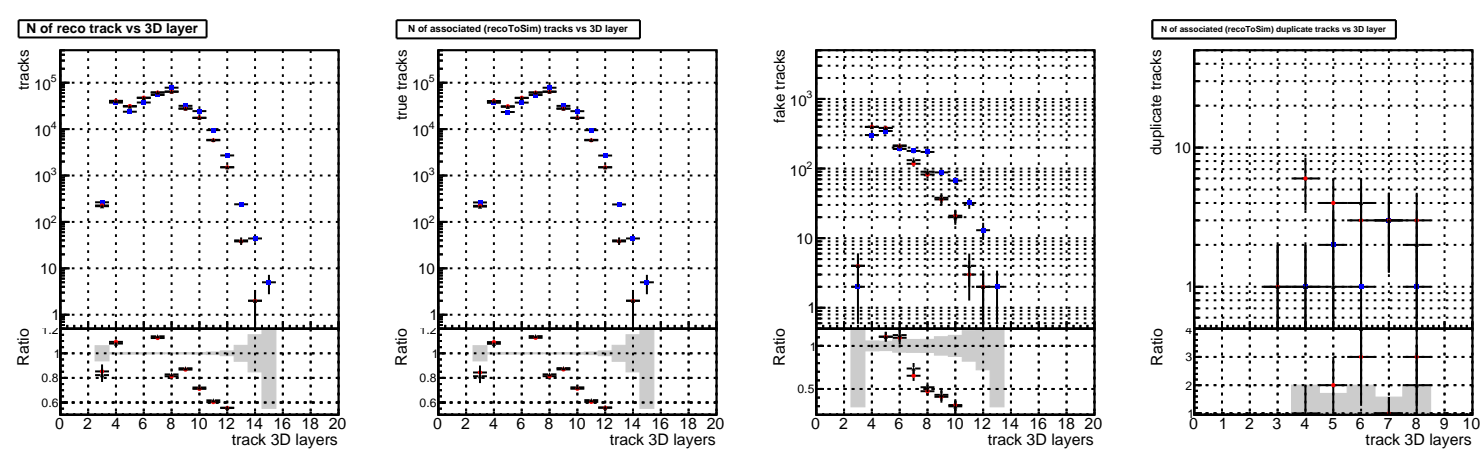 N of reco track vs 3D layer
tracks
10^5
10^4
10^3
10^2
10
1
Ratio
1.2
1
0.8
0.6
0 2 4 6 8 10 12 14 16 18 20
track 3D layers
N of associated (recoToSim) tracks vs 3D layer
true tracks
10^5
10^4
10^3
10^2
10
1
Ratio
1.2
1
0.8
0.6
0 2 4 6 8 10 12 14 16 18 20
track 3D layers
fake tracks
10^3
10^2
10
1
Ratio
1
0.5
0 2 4 6 8 10 12 14 16 18 20
track 3D layers
N of associated (recoToSim) duplicate tracks vs 3D layer
duplicate tracks
10
1
Ratio
4
3
2
1
0 1 2 3 4 5 6 7 8 9 10
track 3D layers